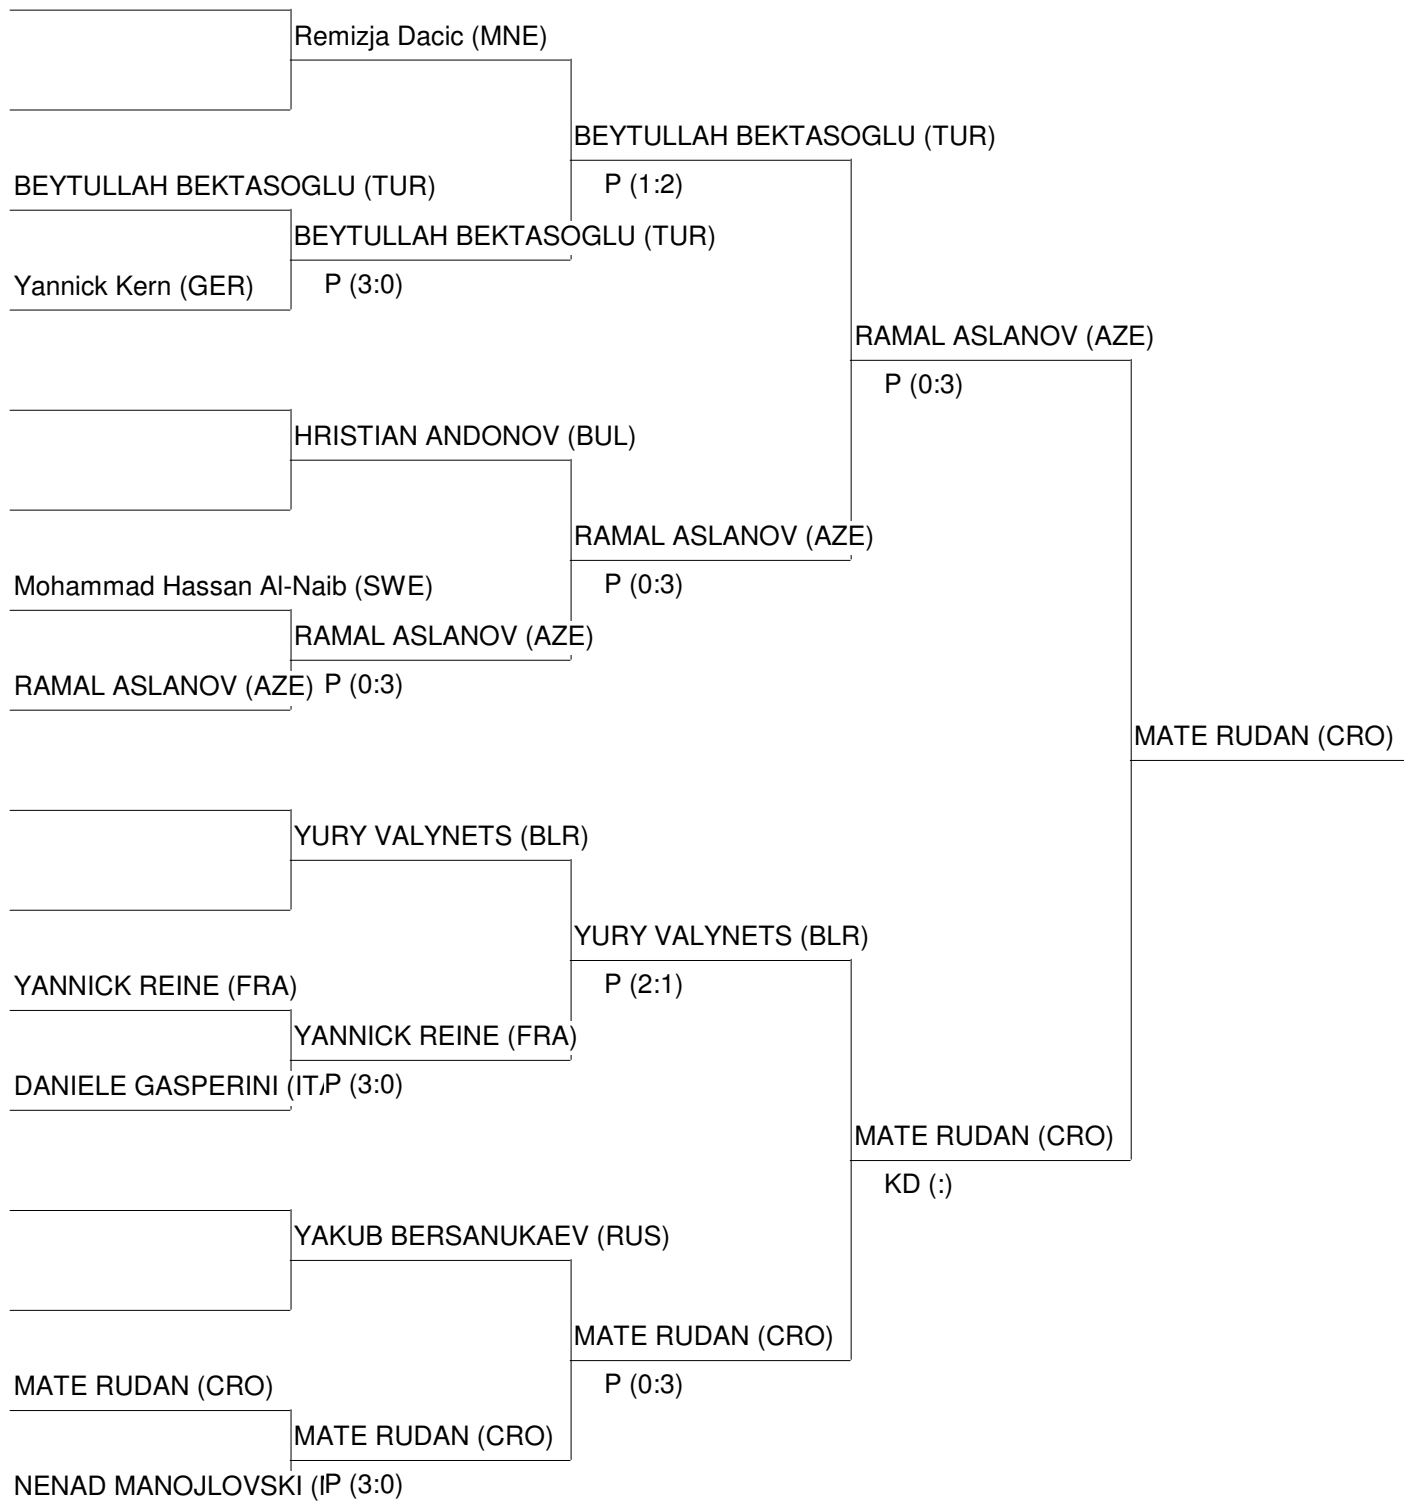 Remizja Dacic (MNE)
BEYTULLAH BEKTASOGLU (TUR)
P (1:2)
BEYTULLAH BEKTASOGLU (TUR)
BEYTULLAH BEKTASOGLU (TUR)
Yannick Kern (GER)
P (3:0)
RAMAL ASLANOV (AZE)
P (0:3)
HRISTIAN ANDONOV (BUL)
RAMAL ASLANOV (AZE)
P (0:3)
Mohammad Hassan Al-Naib (SWE)
RAMAL ASLANOV (AZE)
RAMAL ASLANOV (AZE)
P (0:3)
MATE RUDAN (CRO)
YURY VALYNETS (BLR)
YURY VALYNETS (BLR)
P (2:1)
YANNICK REINE (FRA)
YANNICK REINE (FRA)
DANIELE GASPERINI (IT
P (3:0)
MATE RUDAN (CRO)
KD (:)
YAKUB BERSANUKAEV (RUS)
MATE RUDAN (CRO)
P (0:3)
MATE RUDAN (CRO)
MATE RUDAN (CRO)
NENAD MANOJLOVSKI (
P (3:0)